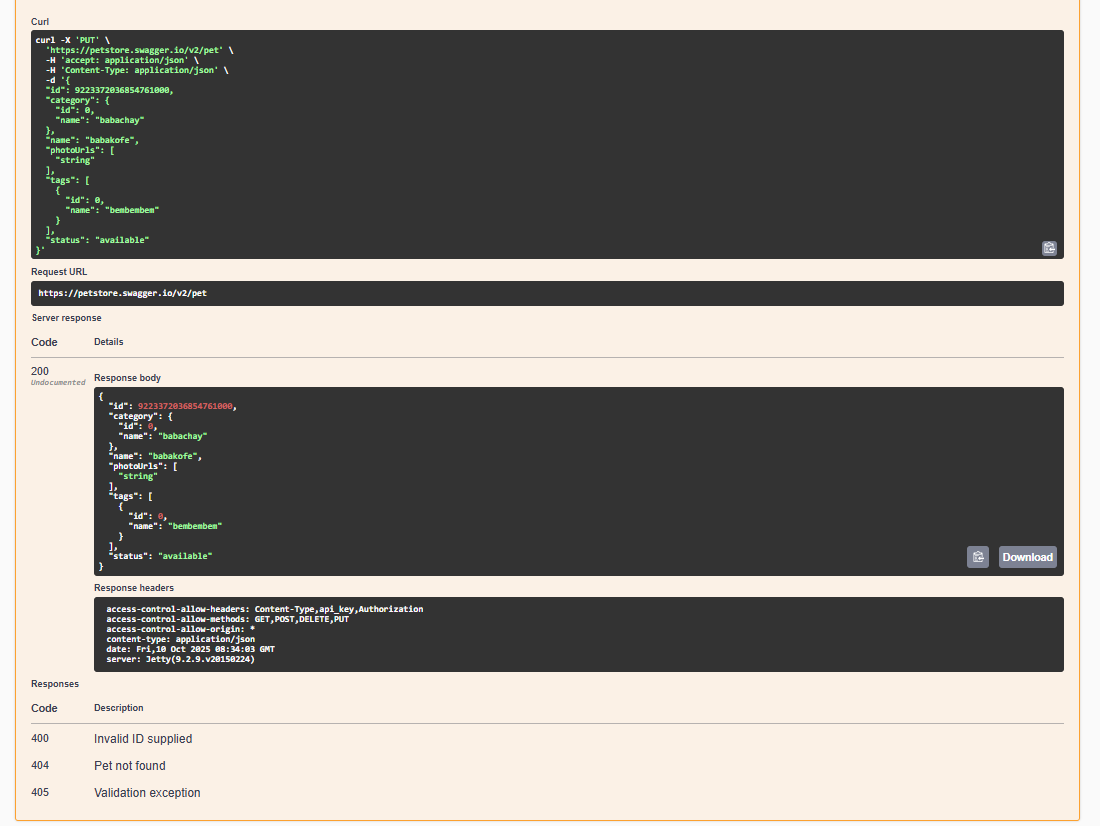 Curl
curl -X 'PUT' \
  'https://petstore.swagger.io/v2/pet' \
  -H 'accept: application/json' \
  -H 'Content-Type: application/json' \
  -d '{
  "id": 9223372036854761000,
  "category": {
    "id": 0,
    "name": "babachay"
  },
  "name": "babakofe",
  "photoUrls": [
    "string"
  ],
  "tags": [
    {
      "id": 0,
      "name": "bembembem"
    }
  ],
  "status": "available"
}'
Request URL
https://petstore.swagger.io/v2/pet
Server response
Code Details
200
Undocumented
Response body
{
  "id": 9223372036854761000,
  "category": {
    "id": 0,
    "name": "babachay"
  },
  "name": "babakofe",
  "photoUrls": [
    "string"
  ],
  "tags": [
    {
      "id": 0,
      "name": "bembembem"
    }
  ],
  "status": "available"
}
Download
Response headers
access-control-allow-headers: Content-Type,api_key,Authorization
access-control-allow-methods: GET,POST,DELETE,PUT
access-control-allow-origin: *
content-type: application/json
date: Fri,10 Oct 2025 08:34:03 GMT
server: Jetty(9.2.9.v20150224)
Responses
Code Description
400 Invalid ID supplied
404 Pet not found
405 Validation exception